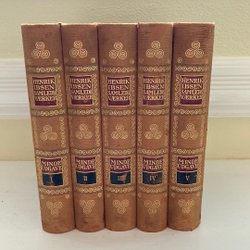 HENRIK
IBSEN
SAMLEDE
VÆRKER
MINDE
UDGAVE
I
HENRIK
IBSEN
SAMLEDE
VÆRKER
MINDE
UDGAVE
II
HENRIK
IBSEN
SAMLEDE
VÆRKER
MINDE
UDGAVE
III
HENRIK
IBSEN
SAMLEDE
VÆRKER
MINDE
UDGAVE
IV
HENRIK
IBSEN
SAMLEDE
VÆRKER
MINDE
UDGAVE
V